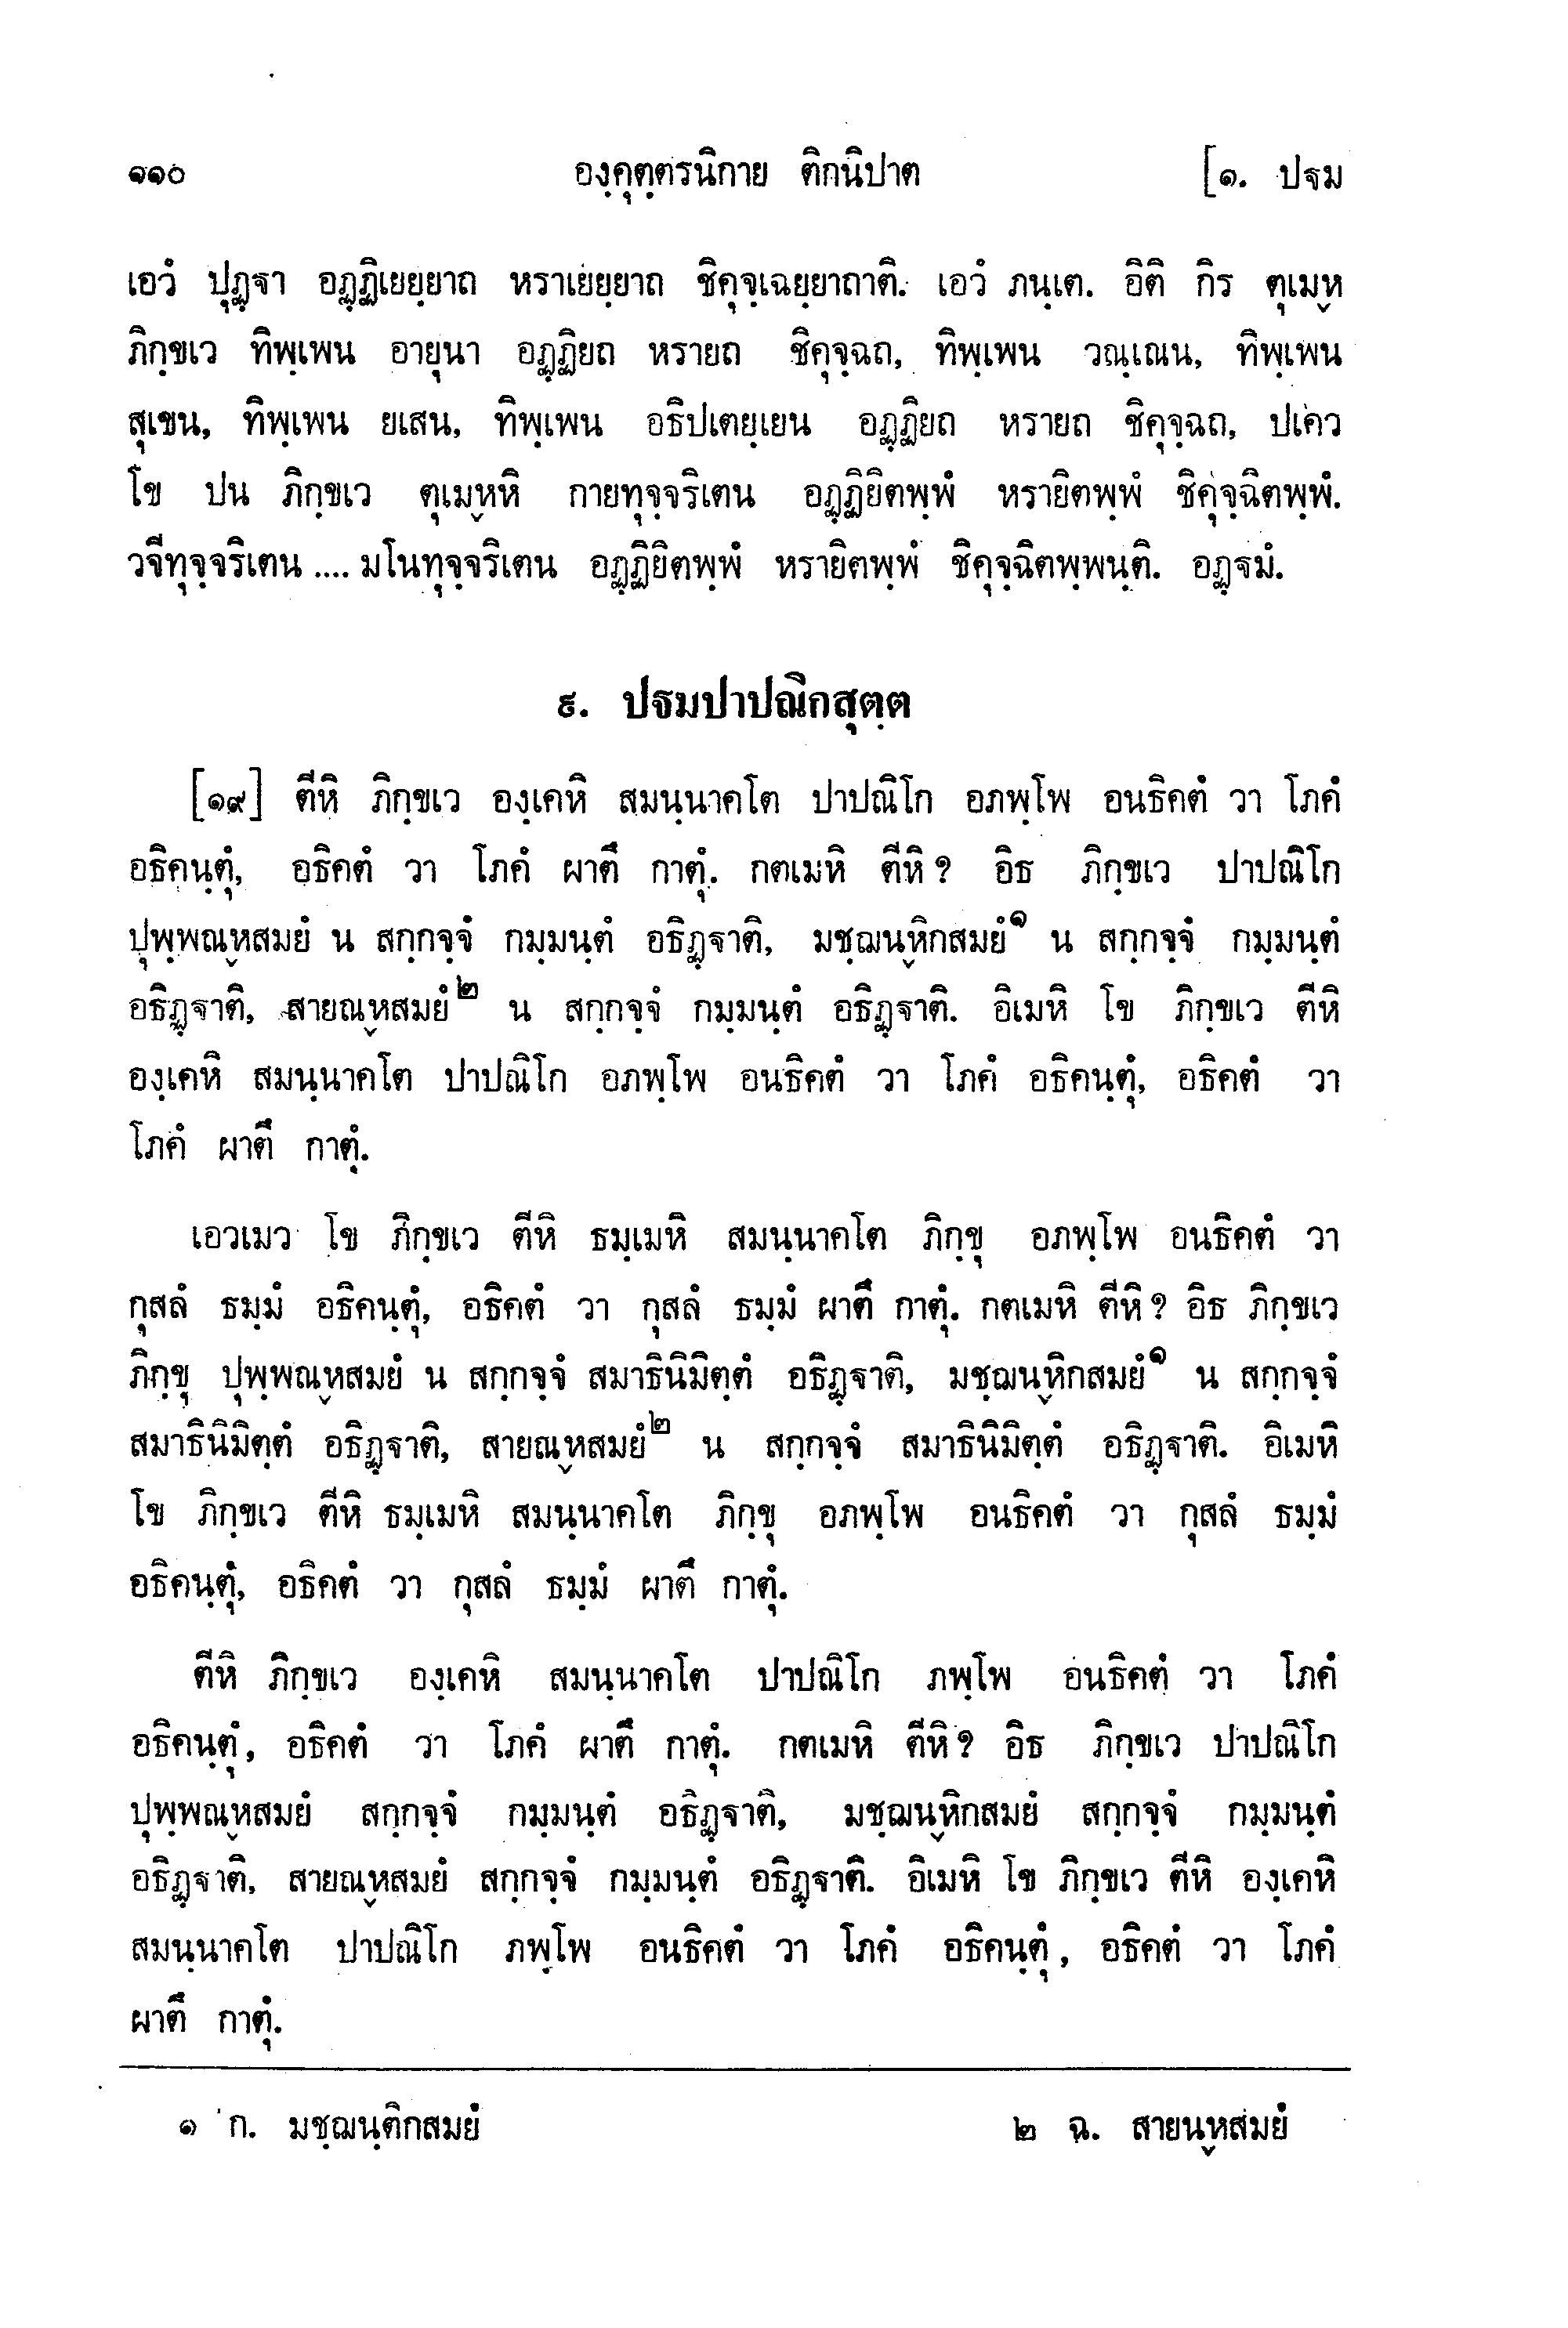 ๑๑๐ องฺคุตฺตรนิกาย ติกนิปาต [๑. ปฐม
เอวํ ปุฏฺฐา อฏฺฏิเยยฺยาถ หราเยยฺยาถ ชิคุจฺเฉยฺยาถาติ. เอวํ ภนฺเต. อิติ กิร ตุเมฺห
ภิกฺขเว ทิพฺเพน อายุนา อฏฺฏิยถ หรายถ ชิคุจฺฉถ, ทิพฺเพน วณฺเณน, ทิพฺเพน
สุเขน, ทิพฺเพน ยเสน, ทิพฺเพน อธิปเตยฺเยน อฏฺฏิยถ หรายถ ชิคุจฺฉถ, ปเคว
โข ปน ภิกฺขเว ตุเมฺหหิ กายทุจฺจริเตน อฏฺฏิยิตพฺพํ หรายิตพฺพํ ชิคุจฺฉิตพฺพํ.
วจีทุจฺจริเตน .... มโนทุจฺจริเตน อฏฺฏิยิตพฺพํ หรายิตพฺพํ ชิคุจฺฉิตพฺพนฺติ. อฏฺฐมํ.
๙. ปฐมปาปณิกสุตฺต
[๑๙] ตีหิ ภิกฺขเว องฺเคหิ สมนฺนาคโต ปาปณิโก อภพฺโพ อนธิคตํ วา โภคํ
อธิคนฺตุํ, อธิคตํ วา โภคํ ผาตึ กาตุํ. กตเมหิ ตีหิ ? อิธ ภิกฺขเว ปาปณิโก
ปุพฺพณฺหสมยํ น สกฺกจฺจํ กมฺมนฺตํ อธิฏฺฐาติ, มชฺฌนฺหิกสมยํ๑ น สกฺกจฺจํ กมฺมนฺตํ
อธิฏฺฐาติ, สายณฺหสมยํ๒ น สกฺกจฺจํ กมฺมนฺตํ อธิฏฺฐาติ. อิเมหิ โข ภิกฺขเว ตีหิ
องฺเคหิ สมนฺนาคโต ปาปณิโก อภพฺโพ อนธิคตํ วา โภคํ อธิคนฺตุํ, อธิคตํ วา
โภคํ ผาตึ กาตุํ.
เอวเมว โข ภิกฺขเว ตีหิ ธมฺเมหิ สมนฺนาคโต ภิกฺขุ อภพฺโพ อนธิคตํ วา
กุสลํ ธมฺมํ อธิคนฺตุํ, อธิคตํ วา กุสลํ ธมฺมํ ผาตึ กาตุํ. กตเมหิ ตีหิ ? อิธ ภิกฺขเว
ภิกฺขุ ปุพฺพณฺหสมยํ น สกฺกจฺจํ สมาธินิมิตฺตํ อธิฏฺฐาติ, มชฺฌนฺหิกสมยํ๑ น สกฺกจฺจํ
สมาธินิมิตฺตํ อธิฏฺฐาติ, สายณฺหสมยํ๒ น สกฺกจฺจํ สมาธินิมิตฺตํ อธิฏฺฐาติ. อิเมหิ
โข ภิกฺขเว ตีหิ ธมฺเมหิ สมนฺนาคโต ภิกฺขุ อภพฺโพ อนธิคตํ วา กุสลํ ธมฺมํ
อธิคนฺตุํ, อธิคตํ วา กุสลํ ธมฺมํ ผาตึ กาตุํ.
ตีหิ ภิกฺขเว องฺเคหิ สมนฺนาคโต ปาปณิโก ภพฺโพ อนธิคตํ วา โภคํ
อธิคนฺตุํ, อธิคตํ วา โภคํ ผาตึ กาตุํ. กตเมหิ ตีหิ ? อิธ ภิกฺขเว ปาปณิโก
ปุพฺพณฺหสมยํ สกฺกจฺจํ กมฺมนฺตํ อธิฏฺฐาติ, มชฺฌนฺหิกสมยํ สกฺกจฺจํ กมฺมนฺตํ
อธิฏฺฐาติ, สายณฺหสมยํ สกฺกจฺจํ กมฺมนฺตํ อธิฏฺฐาติ. อิเมหิ โข ภิกฺขเว ตีหิ องฺเคหิ
สมนฺนาคโต ปาปณิโก ภพฺโพ อนธิคตํ วา โภคํ อธิคนฺตุํ, อธิคตํ วา โภคํ
ผาตึ กาตุํ.
๑ ก. มชฺฌนฺติกสมยํ ๒ ฉ. สายนฺหสมยํ